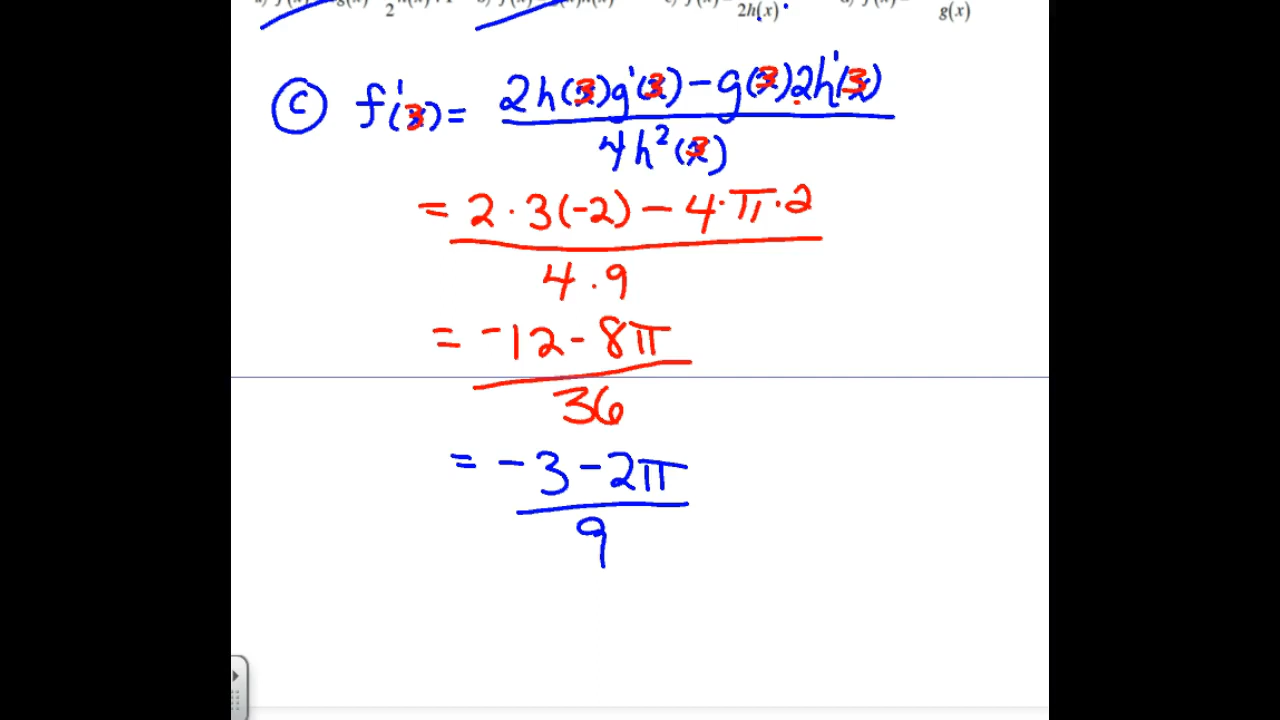 2h(x) g(x)
Ⓒ f'(3) = 2h(3)g'(3) - g(3)2h'(3)
4h²(3)
= 2·3(-2) - 4·π·2
4·9
= -12 - 8π
36
= -3 - 2π
9